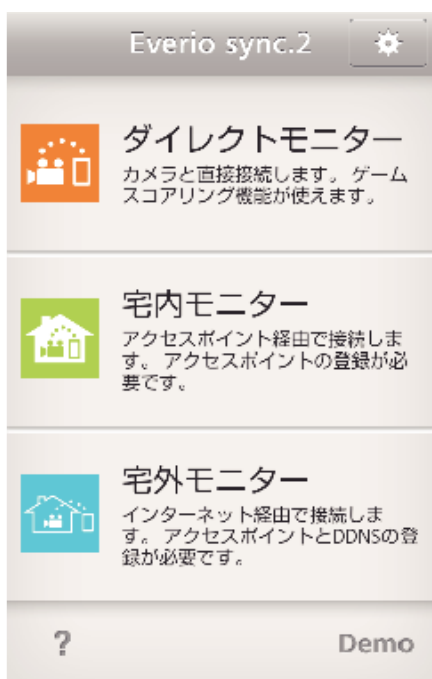 Everio sync.2
ダイレクトモニター
カメラと直接接続します。ゲーム
スコアリング機能が使えます。
宅内モニター
アクセスポイント経由で接続しま
す。アクセスポイントの登録が必
要です。
宅外モニター
インターネット経由で接続しま
す。アクセスポイントとDDNSの登
録が必要です。
?
Demo